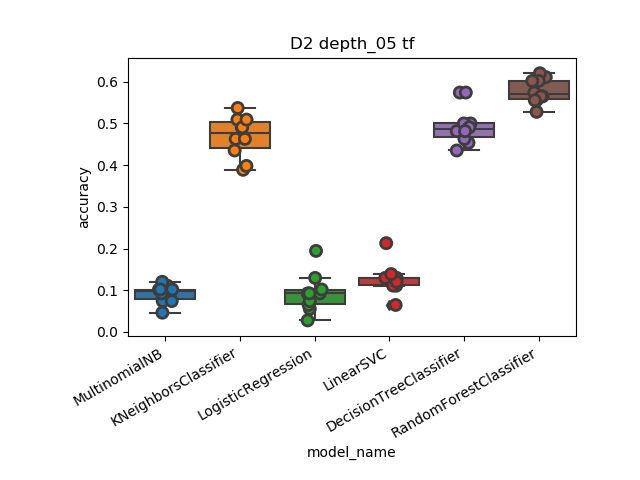 D2 depth_05 tf
accuracy
0.6
0.5
0.4
0.3
0.2
0.1
0.0
MultinomialNB
KNeighborsClassifier
LogisticRegression
LinearSVC
DecisionTreeClassifier
RandomForestClassifier
model_name